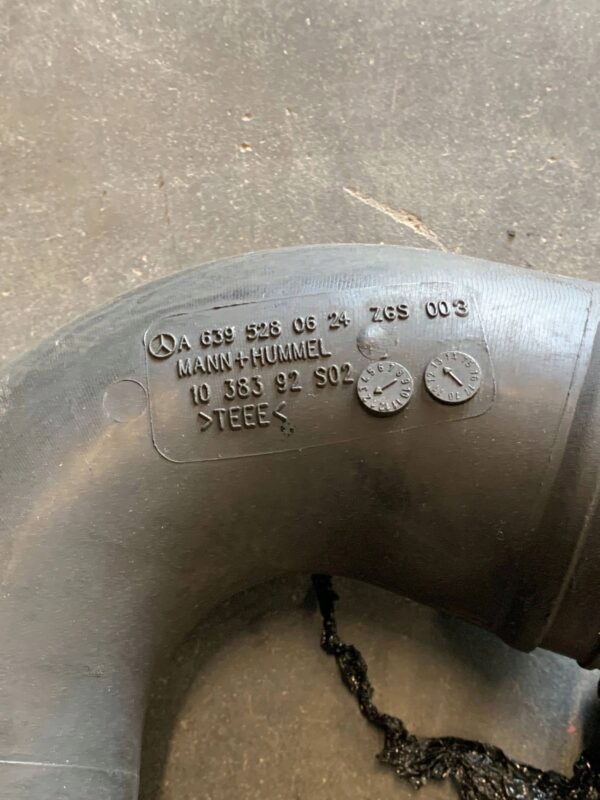 A 639 528 06 24 ZGS 003
MANN+HUMMEL
10 383 92 S02
>TEEE<